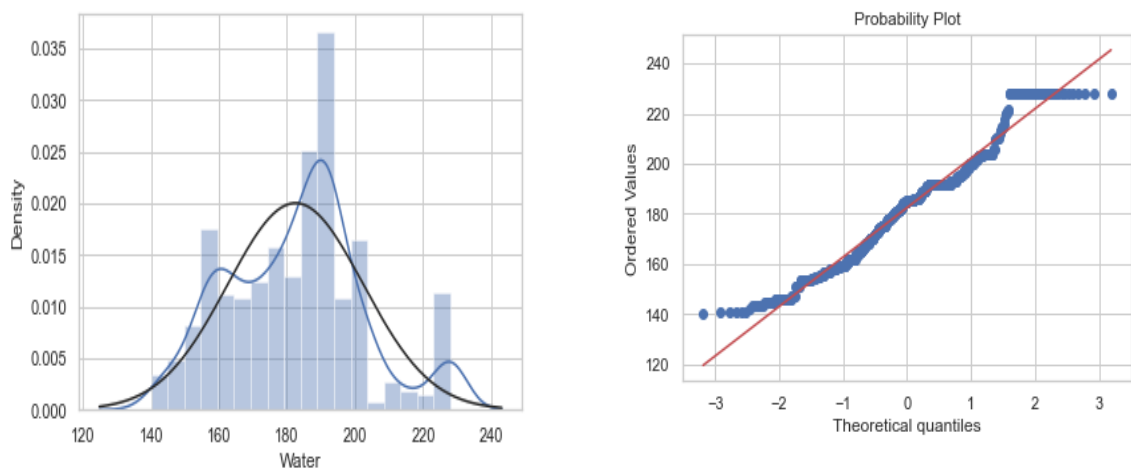 0.035
0.030
0.025
0.020
0.015
0.010
0.005
0.000
Density
120 140 160 180 200 220 240
Water
Probability Plot
240
220
200
180
160
140
120
Ordered Values
−3 −2 −1 0 1 2 3
Theoretical quantiles